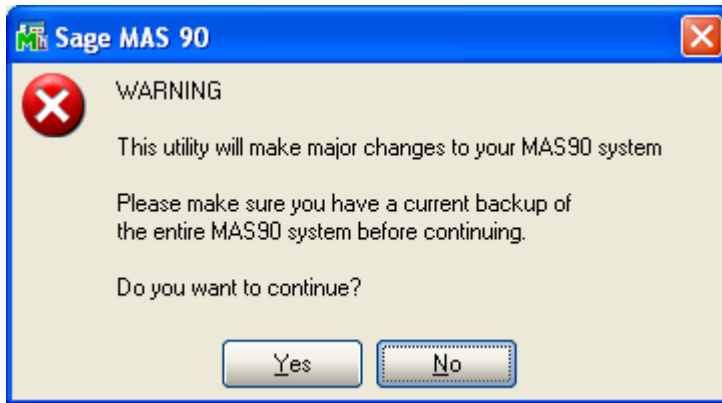 Sage MAS 90
WARNING
This utility will make major changes to your MAS90 system
Please make sure you have a current backup of
the entire MAS90 system before continuing.
Do you want to continue?
Yes
No